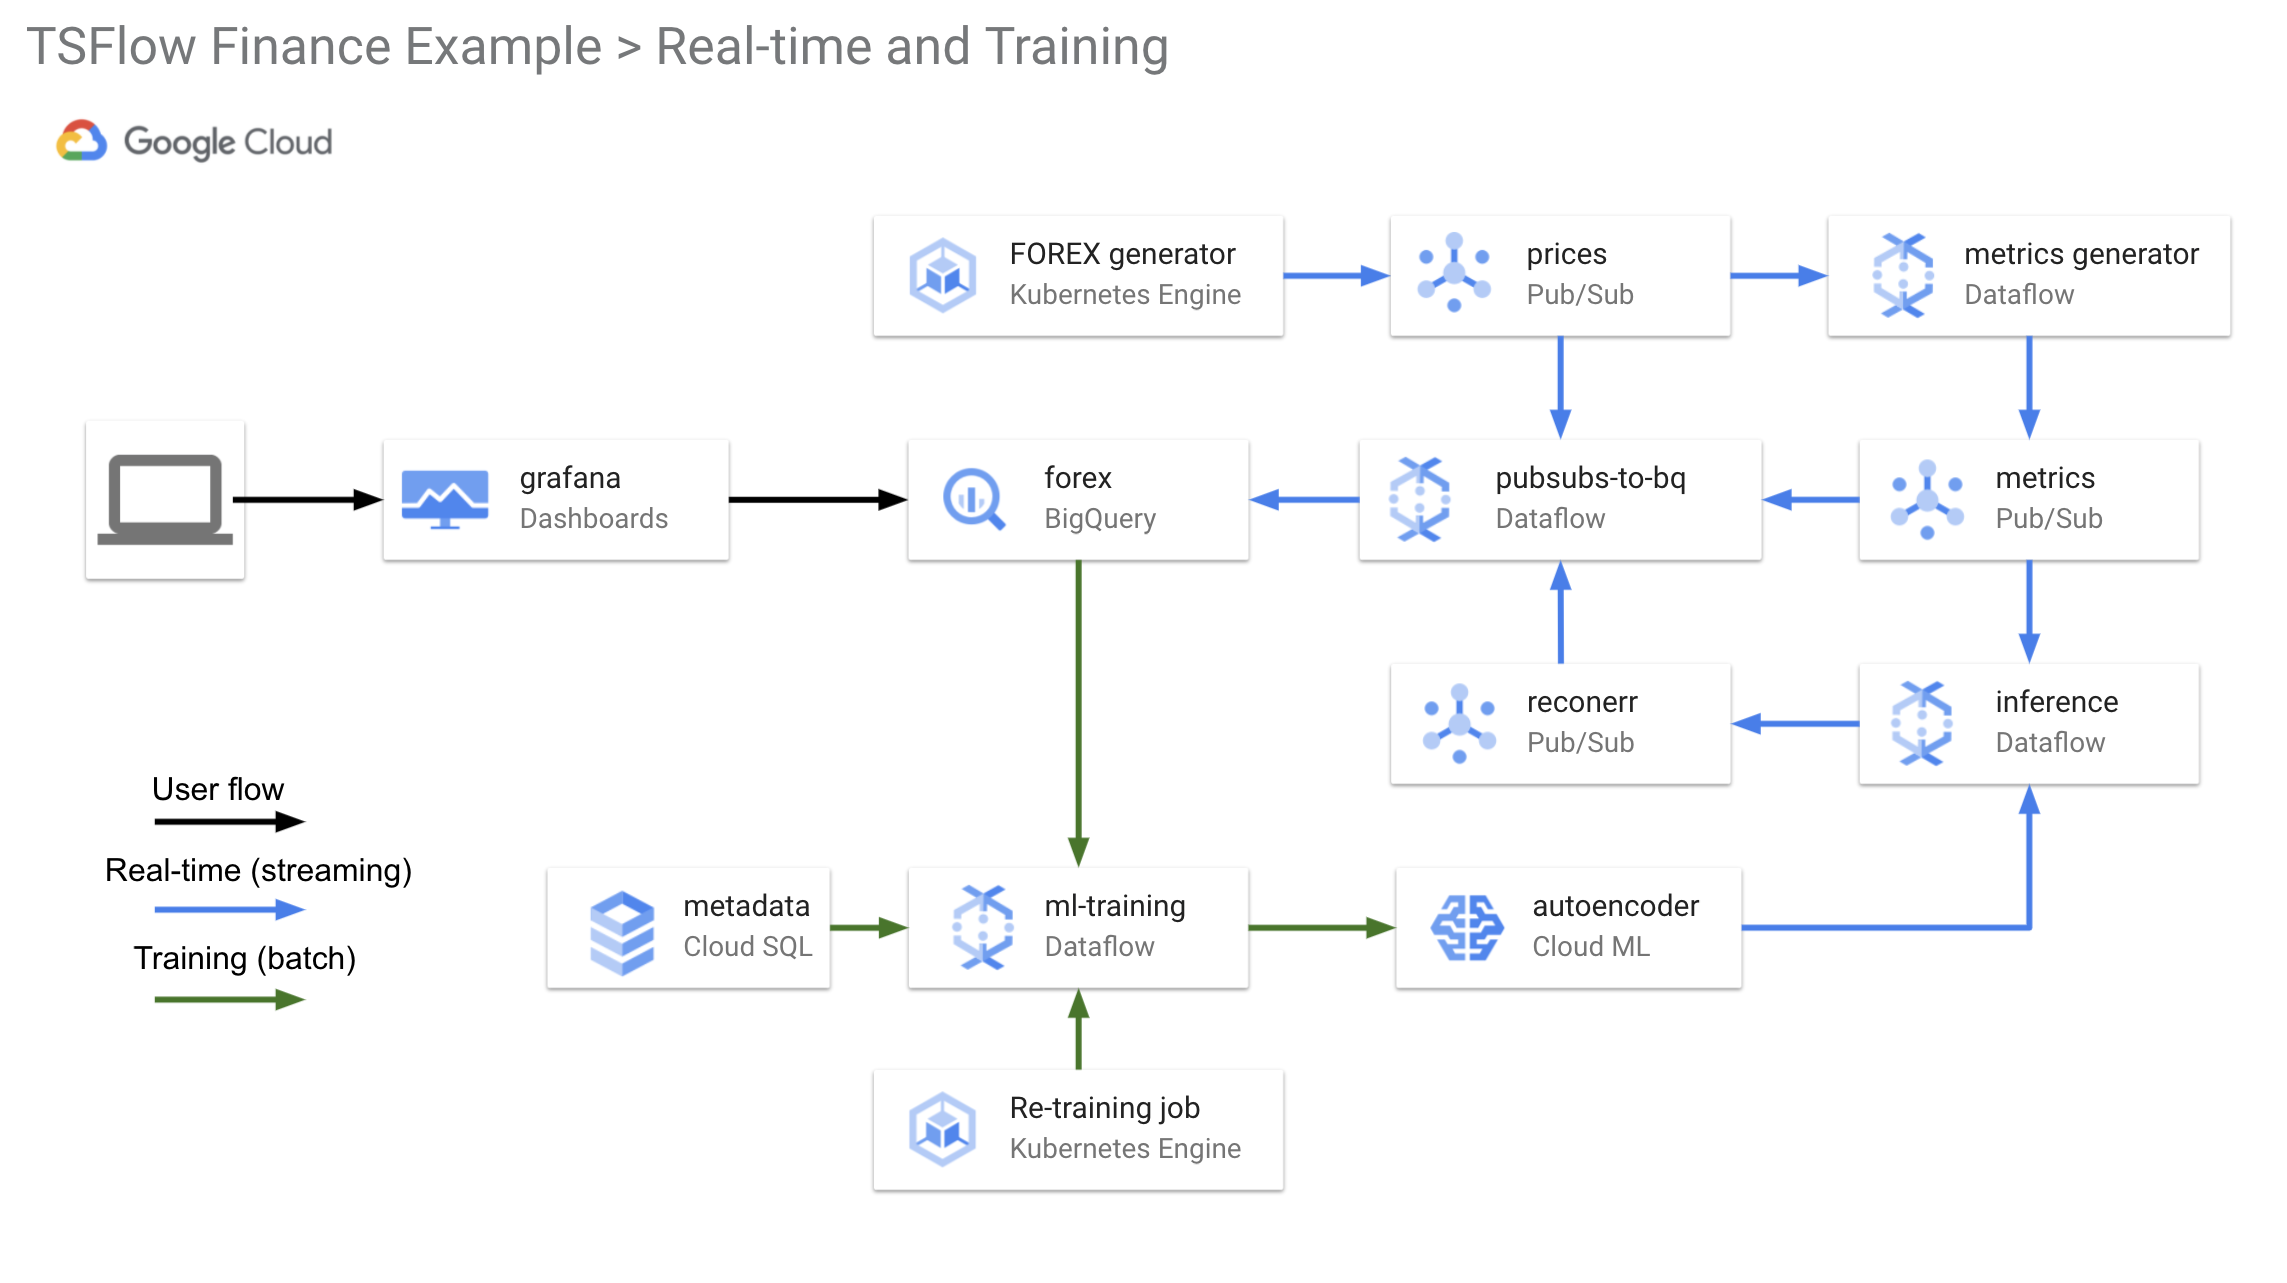 TSFlow Finance Example > Real-time and Training
Google Cloud
FOREX generator
Kubernetes Engine
prices
Pub/Sub
metrics generator
Dataflow
grafana
Dashboards
forex
BigQuery
pubsubs-to-bq
Dataflow
metrics
Pub/Sub
reconerr
Pub/Sub
inference
Dataflow
User flow
Real-time (streaming)
Training (batch)
metadata
Cloud SQL
ml-training
Dataflow
autoencoder
Cloud ML
Re-training job
Kubernetes Engine